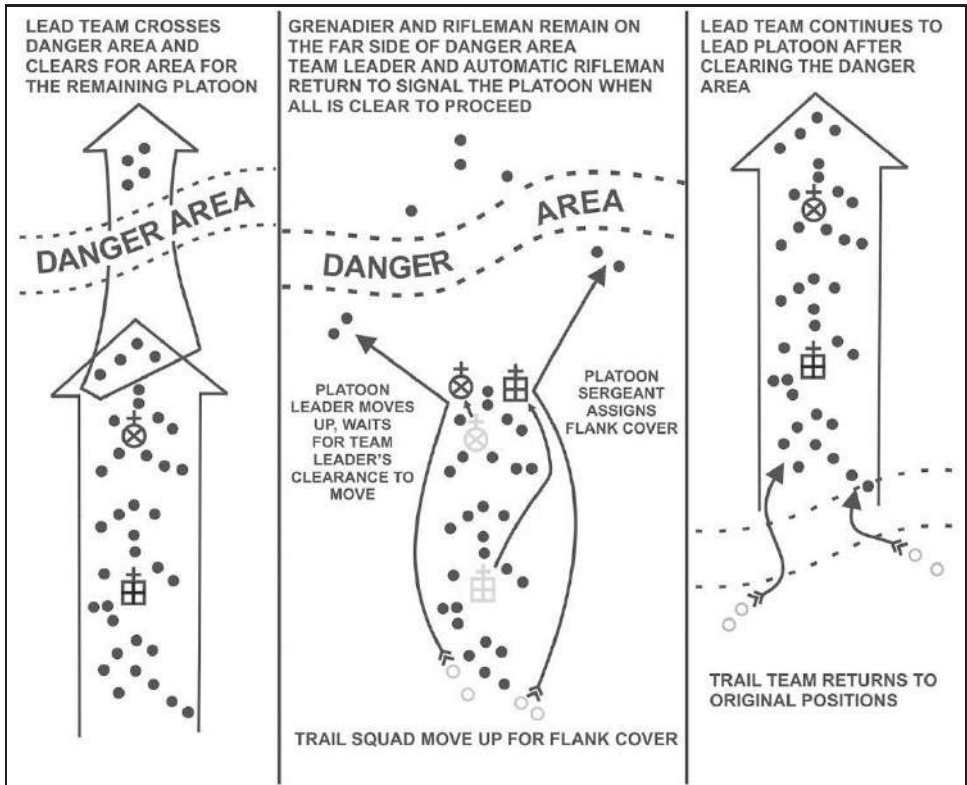 LEAD TEAM CROSSES
DANGER AREA AND
CLEARS FOR AREA FOR
THE REMAINING PLATOON
DANGER AREA
GRENADIER AND RIFLEMAN REMAIN ON
THE FAR SIDE OF DANGER AREA
TEAM LEADER AND AUTOMATIC RIFLEMAN
RETURN TO SIGNAL THE PLATOON WHEN
ALL IS CLEAR TO PROCEED
DANGER AREA
PLATOON
LEADER MOVES
UP, WAITS
FOR TEAM
LEADER'S
CLEARANCE TO
MOVE
PLATOON
SERGEANT
ASSIGNS
FLANK COVER
TRAIL SQUAD MOVE UP FOR FLANK COVER
LEAD TEAM CONTINUES TO
LEAD PLATOON AFTER
CLEARING THE DANGER
AREA
TRAIL TEAM RETURNS TO
ORIGINAL POSITIONS